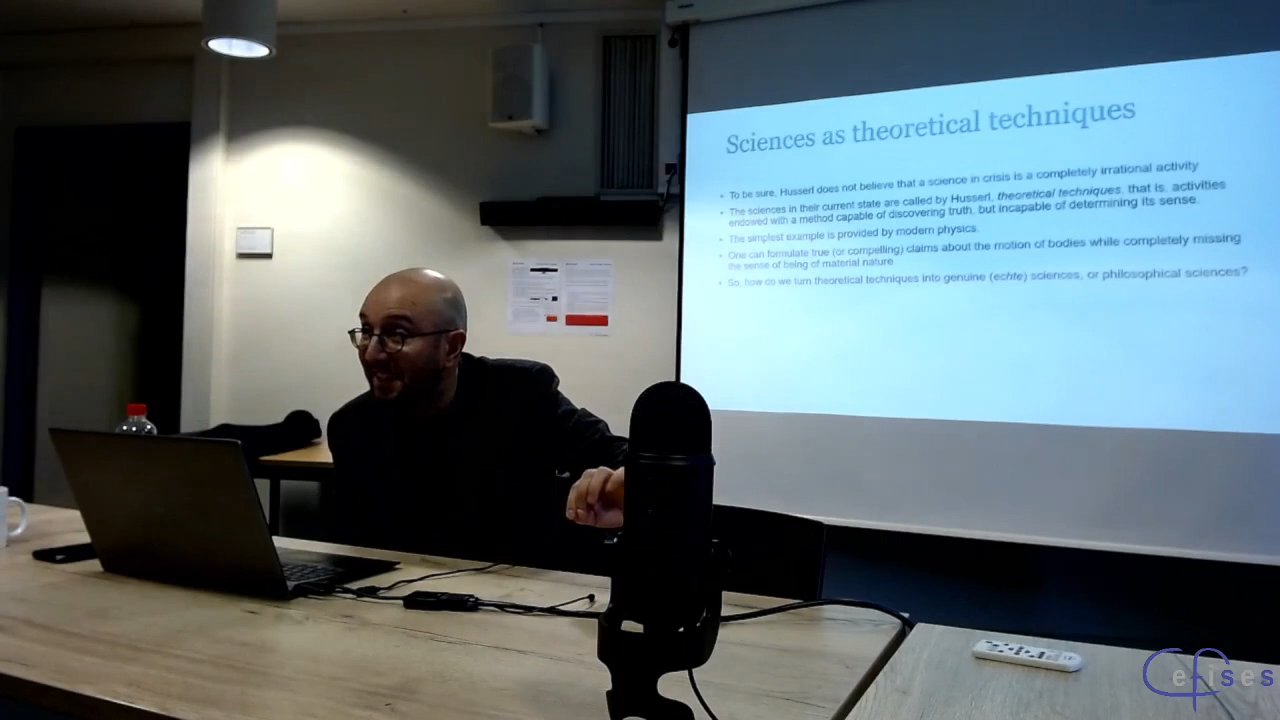 Sciences as theoretical techniques
To be sure, Husserl does not believe that a science in crisis is a completely irrational activity
The sciences in their current state are called by Husserl, theoretical techniques, that is, activities
endowed with a method capable of discovering truth, but incapable of determining its sense.
The simplest example is provided by modern physics.
One can formulate true (or compelling) claims about the motion of bodies while completely missing
the sense of being of material nature
So, how do we turn theoretical techniques into genuine (echte) sciences, or philosophical sciences?
Cefises